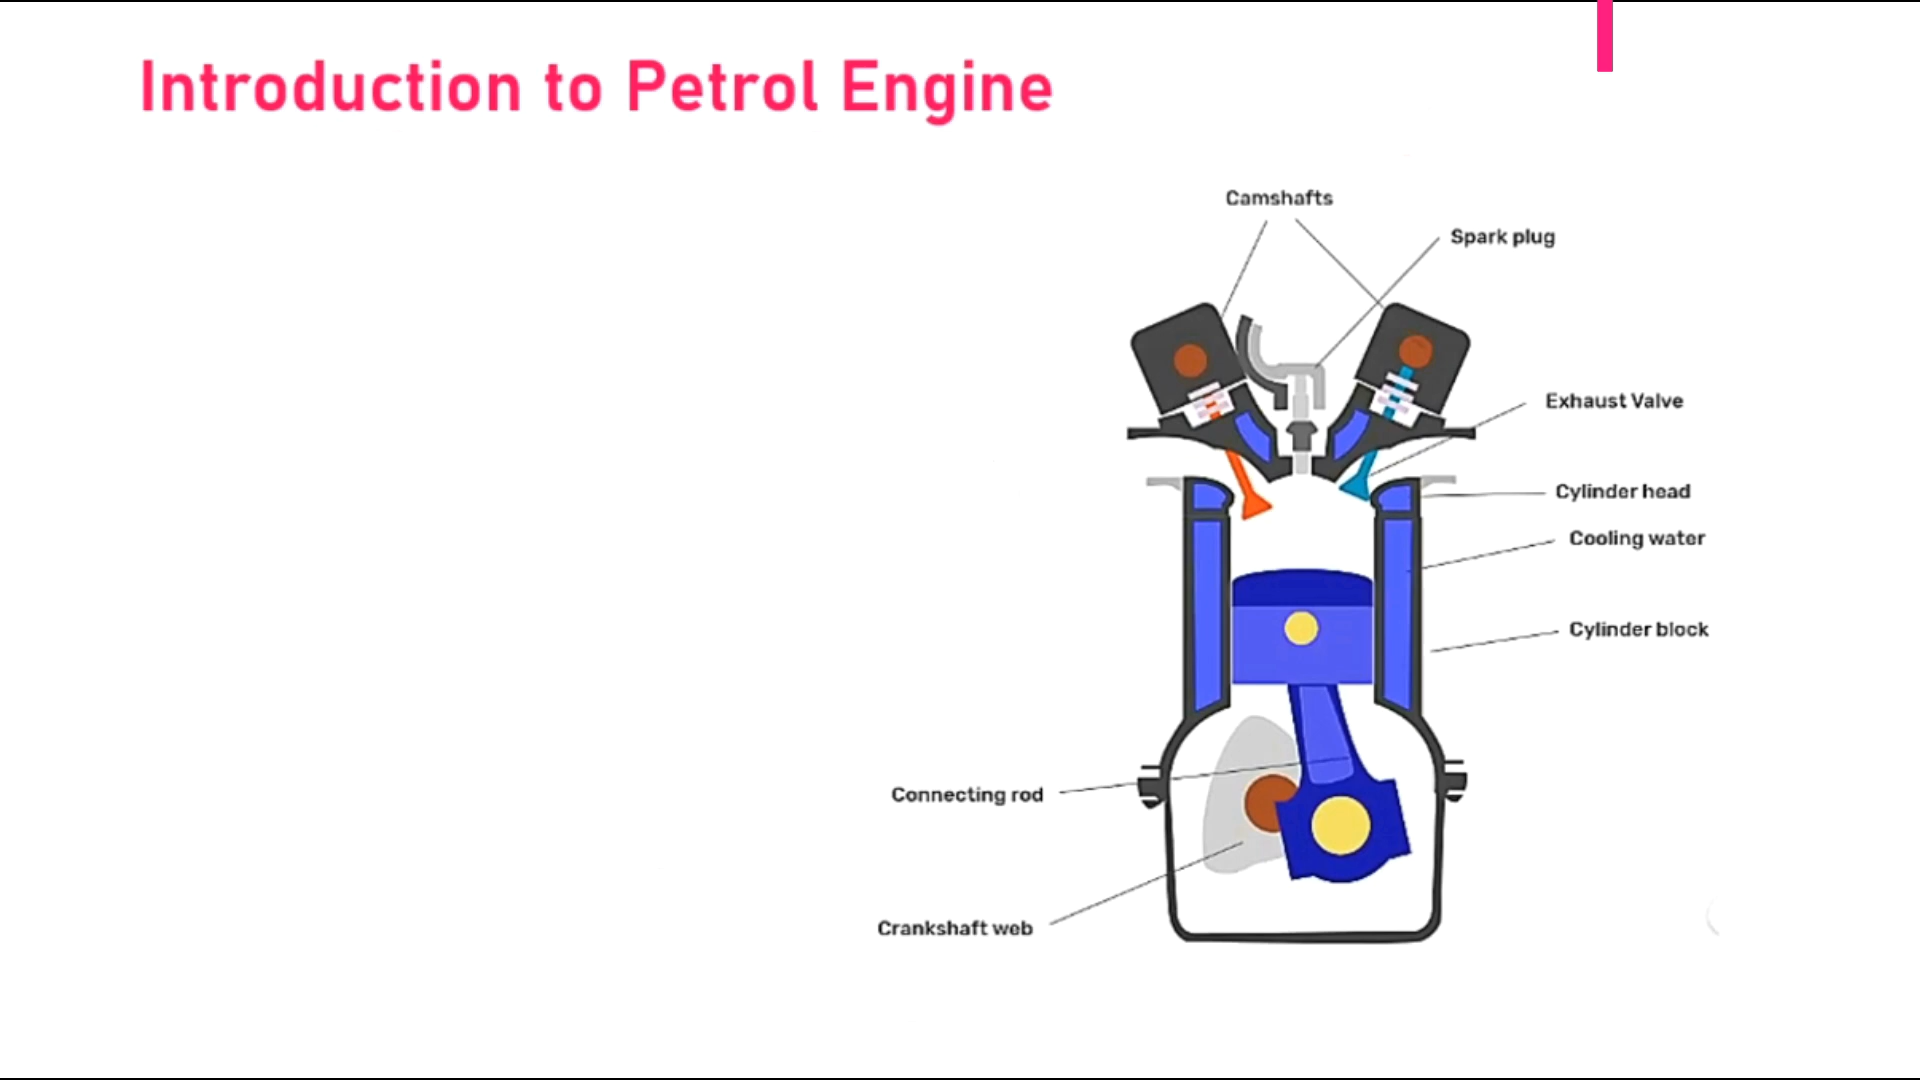 Introduction to Petrol Engine
Camshafts
Spark plug
Exhaust Valve
Cylinder head
Cooling water
Cylinder block
Connecting rod
Crankshaft web